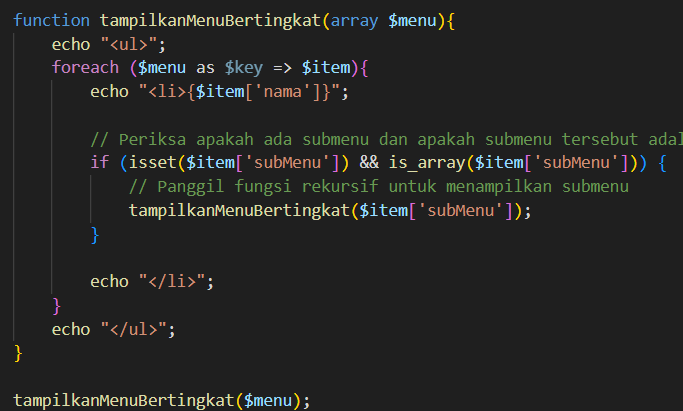 function tampilkanMenuBertingkat(array $menu){
echo "<ul>";
foreach ($menu as $key => $item){
echo "<li>{$item['nama']}";
// Periksa apakah ada submenu dan apakah submenu tersebut
if (isset($item['subMenu']) && is_array($item['subMenu'])) {
// Panggil fungsi rekursif untuk menampilkan submenu
tampilkanMenuBertingkat($item['subMenu']);
}
echo "</li>";
}
echo "</ul>";
}
tampilkanMenuBertingkat($menu);